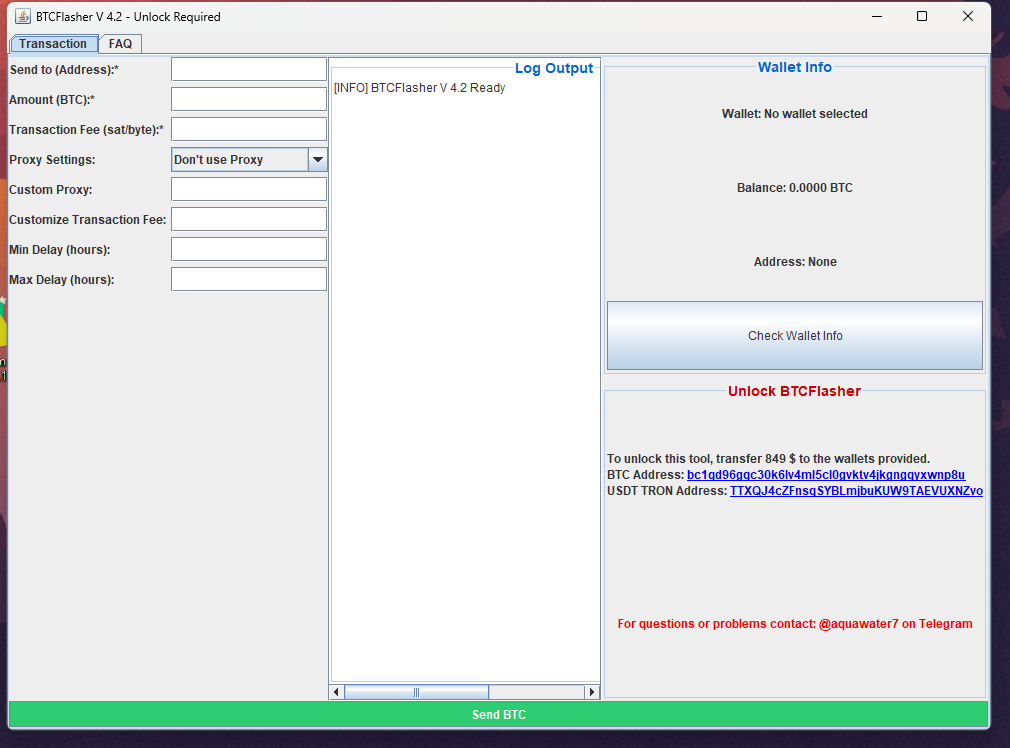 BTCFlasher V 4.2 - Unlock Required
Transaction
FAQ
Send to (Address):*
Amount (BTC):*
Transaction Fee (sat/byte):*
Proxy Settings:
Don't use Proxy
Custom Proxy:
Customize Transaction Fee:
Min Delay (hours):
Max Delay (hours):
Log Output
[INFO] BTCFlasher V 4.2 Ready
Wallet Info
Wallet: No wallet selected
Balance: 0.0000 BTC
Address: None
Check Wallet Info
Unlock BTCFlasher
To unlock this tool, transfer 849 $ to the wallets provided.
BTC Address:
USDT TRON Address:
For questions or problems contact: @aquawater7 on Telegram
Send BTC